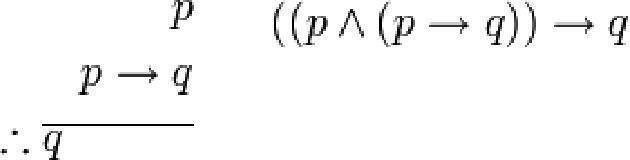 p ((p ∧ (p → q)) → q
p → q
∴ q